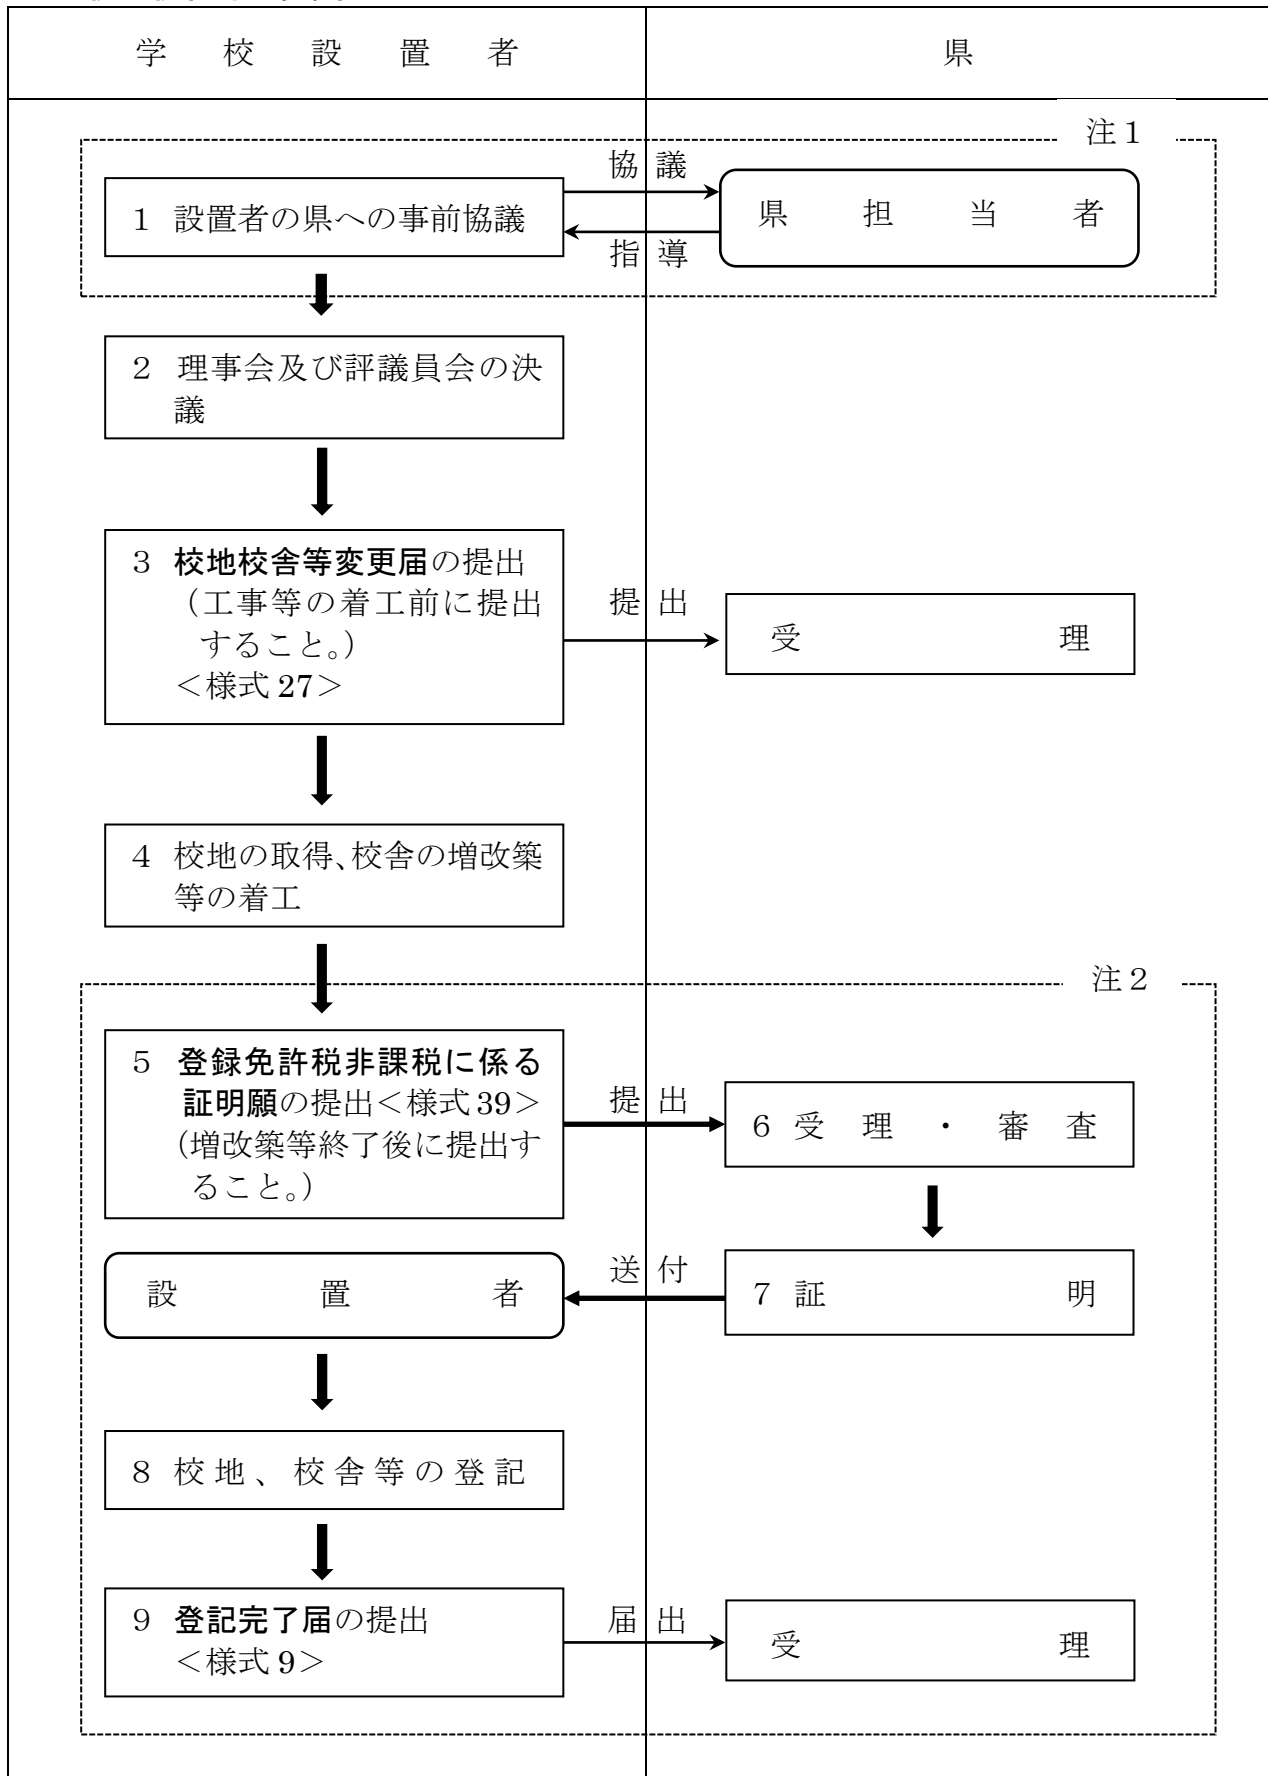 学校設置者
県
注１
協議
１ 設置者の県への事前協議
県担当者
指導
２ 理事会及び評議員会の決
議
３ 校地校舎等変更届の提出
（工事等の着工前に提出
すること。）
＜様式27＞
提出
受理
４ 校地の取得、校舎の増改築
等の着工
注２
５ 登録免許税非課税に係る
証明願の提出＜様式39＞
（増改築等終了後に提出す
ること。）
提出
６受理・審査
設置者
送付
７証明
８ 校地、校舎等の登記
９ 登記完了届の提出
＜様式9＞
届出
受理